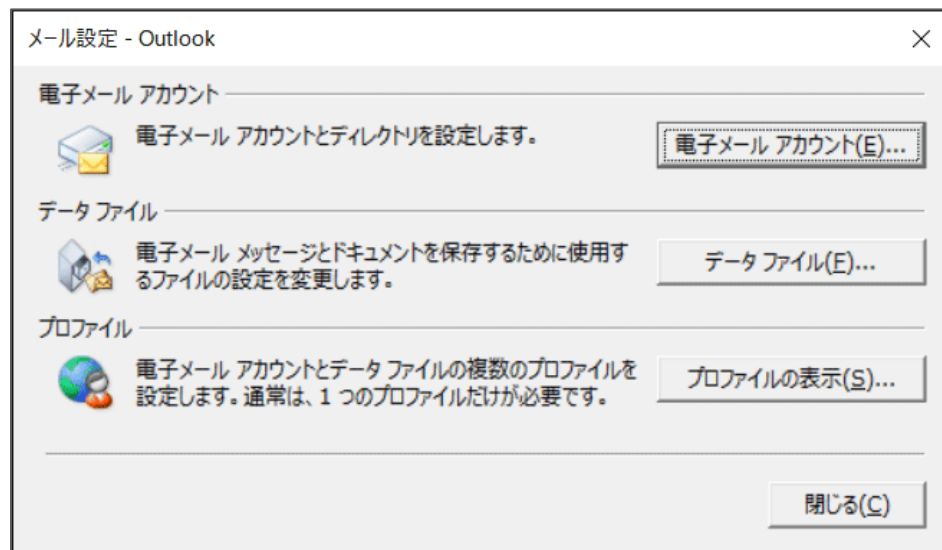 メール設定 - Outlook
電子メール アカウント
電子メール アカウントとディレクトリを設定します。
電子メール アカウント(E)...
データ ファイル
電子メール メッセージとドキュメントを保存するために使用す
るファイルの設定を変更します。
データ ファイル(F)...
プロファイル
電子メール アカウントとデータ ファイルの複数のプロファイルを
設定します。通常は、1 つのプロファイルだけが必要です。
プロファイルの表示(S)...
閉じる(C)